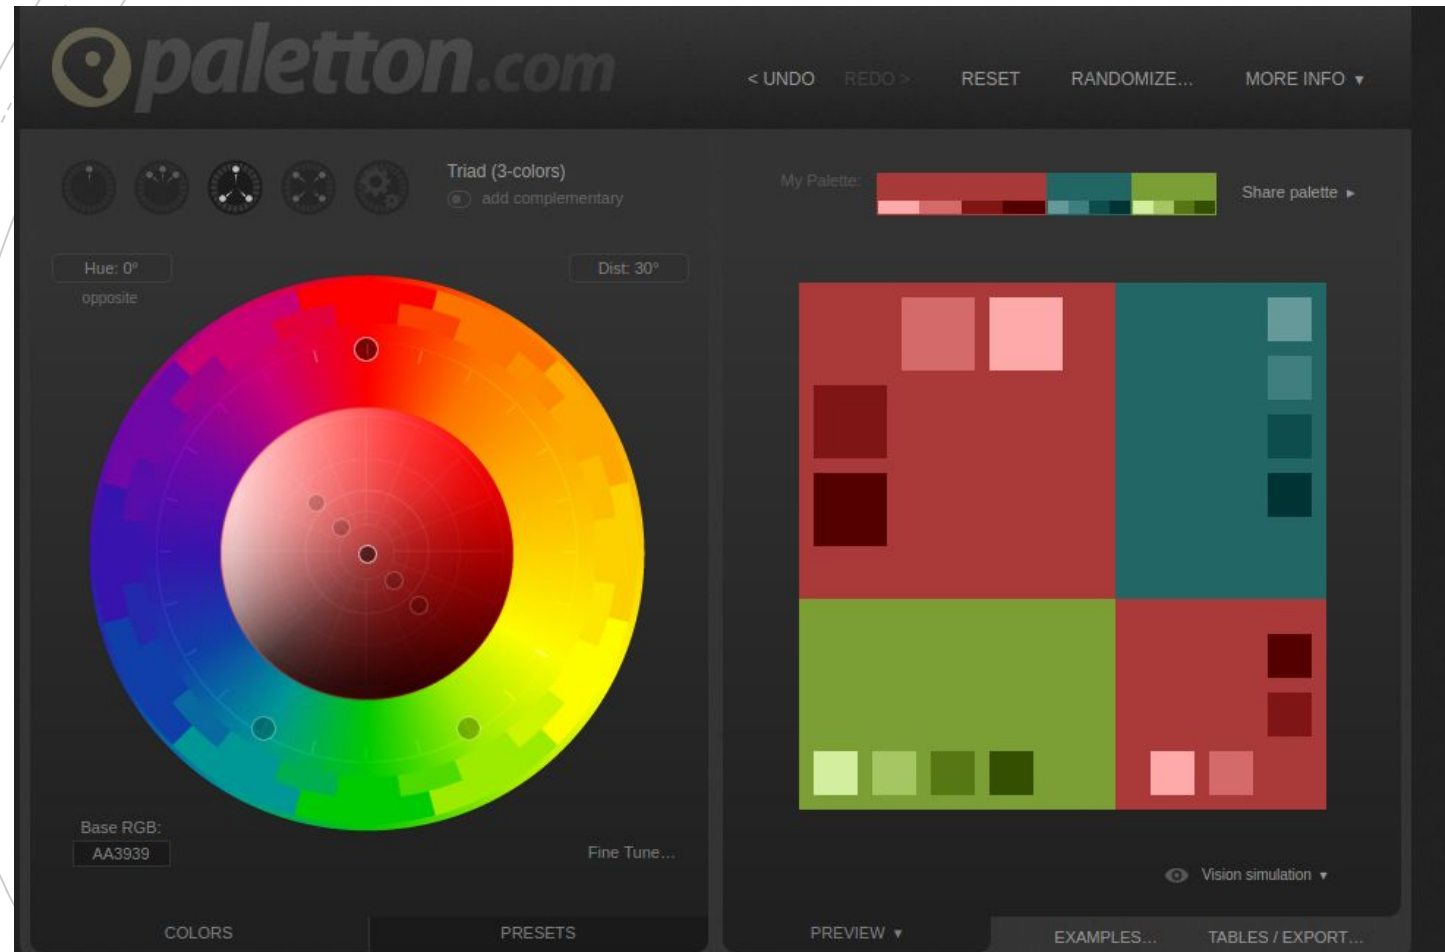 paletton.com
< UNDO REDO > RESET RANDOMIZE... MORE INFO ▾
Triad (3-colors)
add complementary
My Palette:
Share palette ▸
Hue: 0°
Dist: 30°
opposite
Base RGB:
AA3939
Fine Tune...
Vision simulation ▾
COLORS PRESETS PREVIEW ▾ EXAMPLES... TABLES / EXPORT...